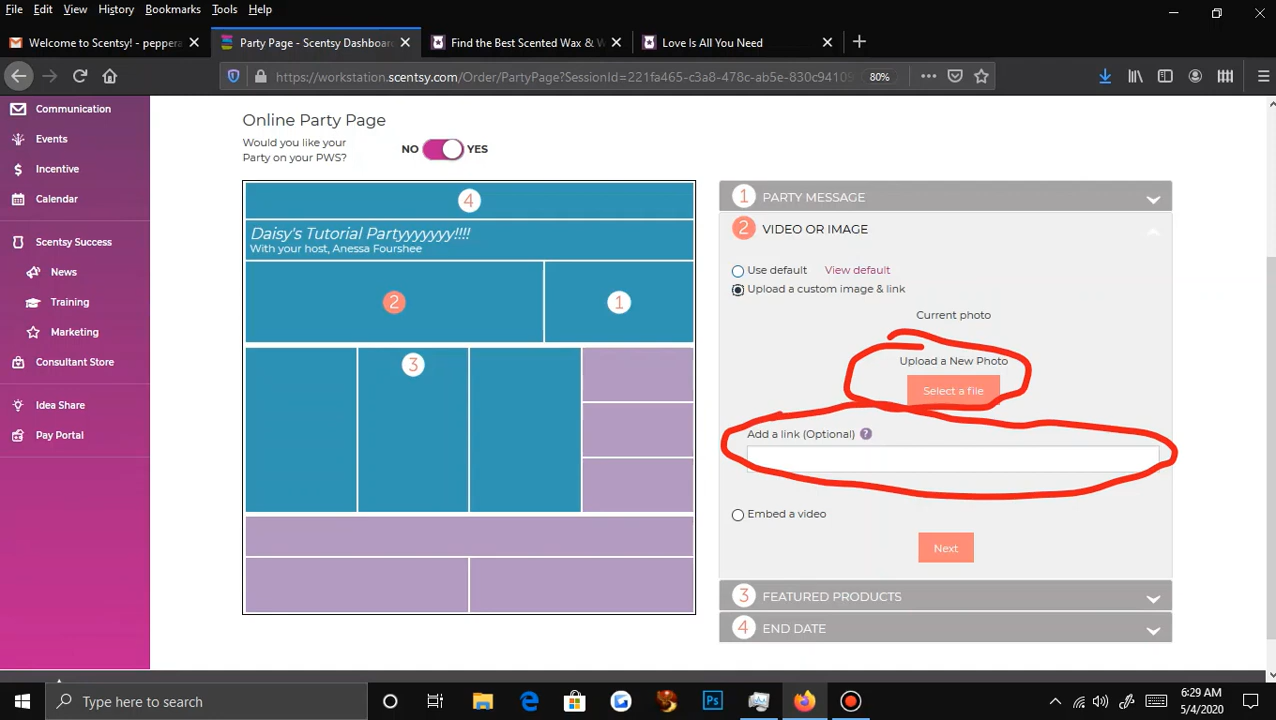 File Edit View History Bookmarks Tools Help
Welcome to Scentsy! - peppera
Party Page - Scentsy Dashboard
Find the Best Scented Wax & W
Love Is All You Need
https://workstation.scentsy.com/Order/PartyPage?SessionId=221fa465-c3a8-478c-ab5e-830c94109
80%
Communication
Events
Incentive
Calendar
Scentsy Success
News
Training
Marketing
Consultant Store
Idea Share
Pay Portal
Online Party Page
Would you like your
Party on your PWS?
NO YES
4
Daisy's Tutorial Partyyyyyyy!!!!
With your host, Anessa Fourshee
2
1
3
1 PARTY MESSAGE
2 VIDEO OR IMAGE
Use default View default
Upload a custom image & link
Current photo
Upload a New Photo
Select a file
Add a link (Optional) ?
Embed a video
Next
3 FEATURED PRODUCTS
4 END DATE
Type here to search
Ps
6:29 AM
5/4/2020